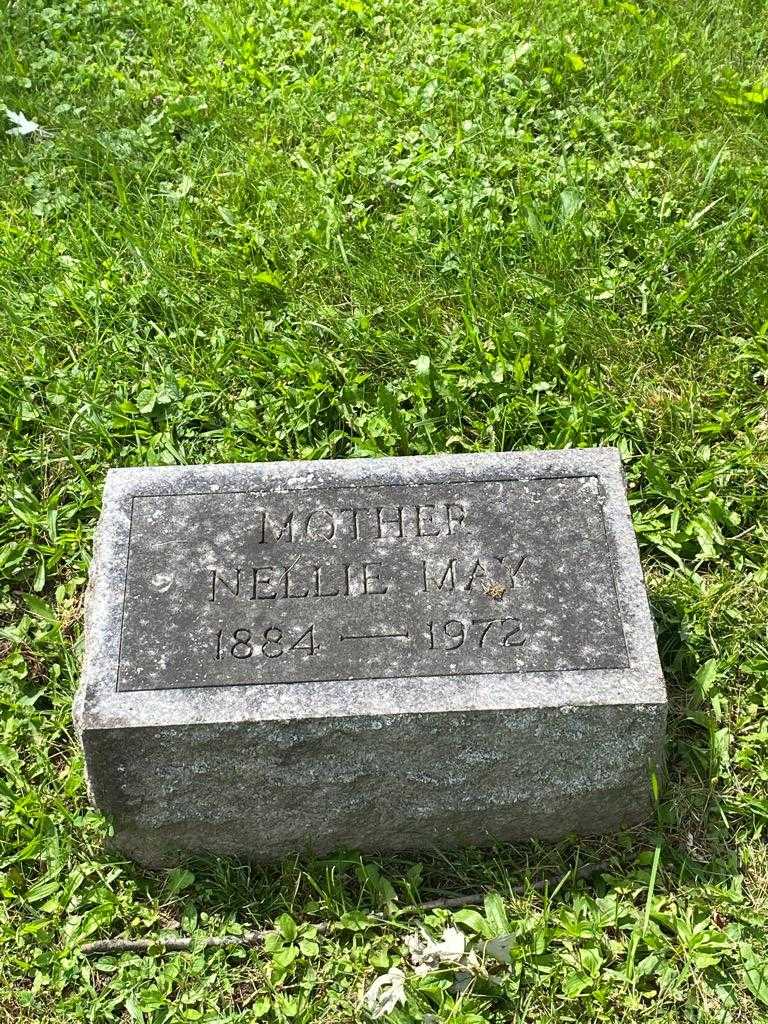 MOTHER
NELLIE MAY
1884 — 1972